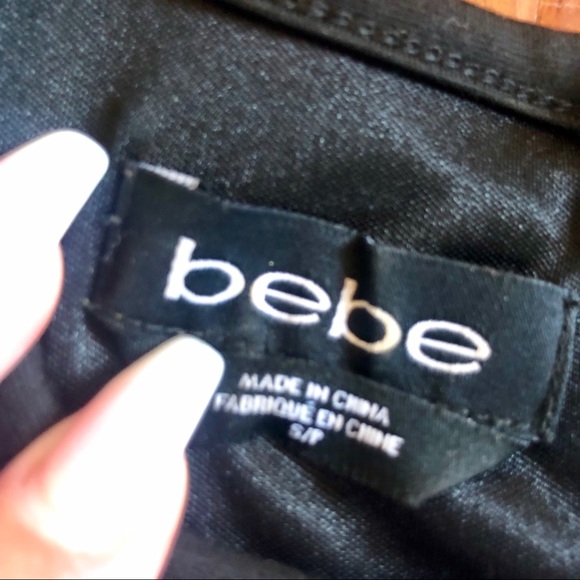 bebe
MADE IN CHINA
FABRIQUÉ EN CHINE
S/P